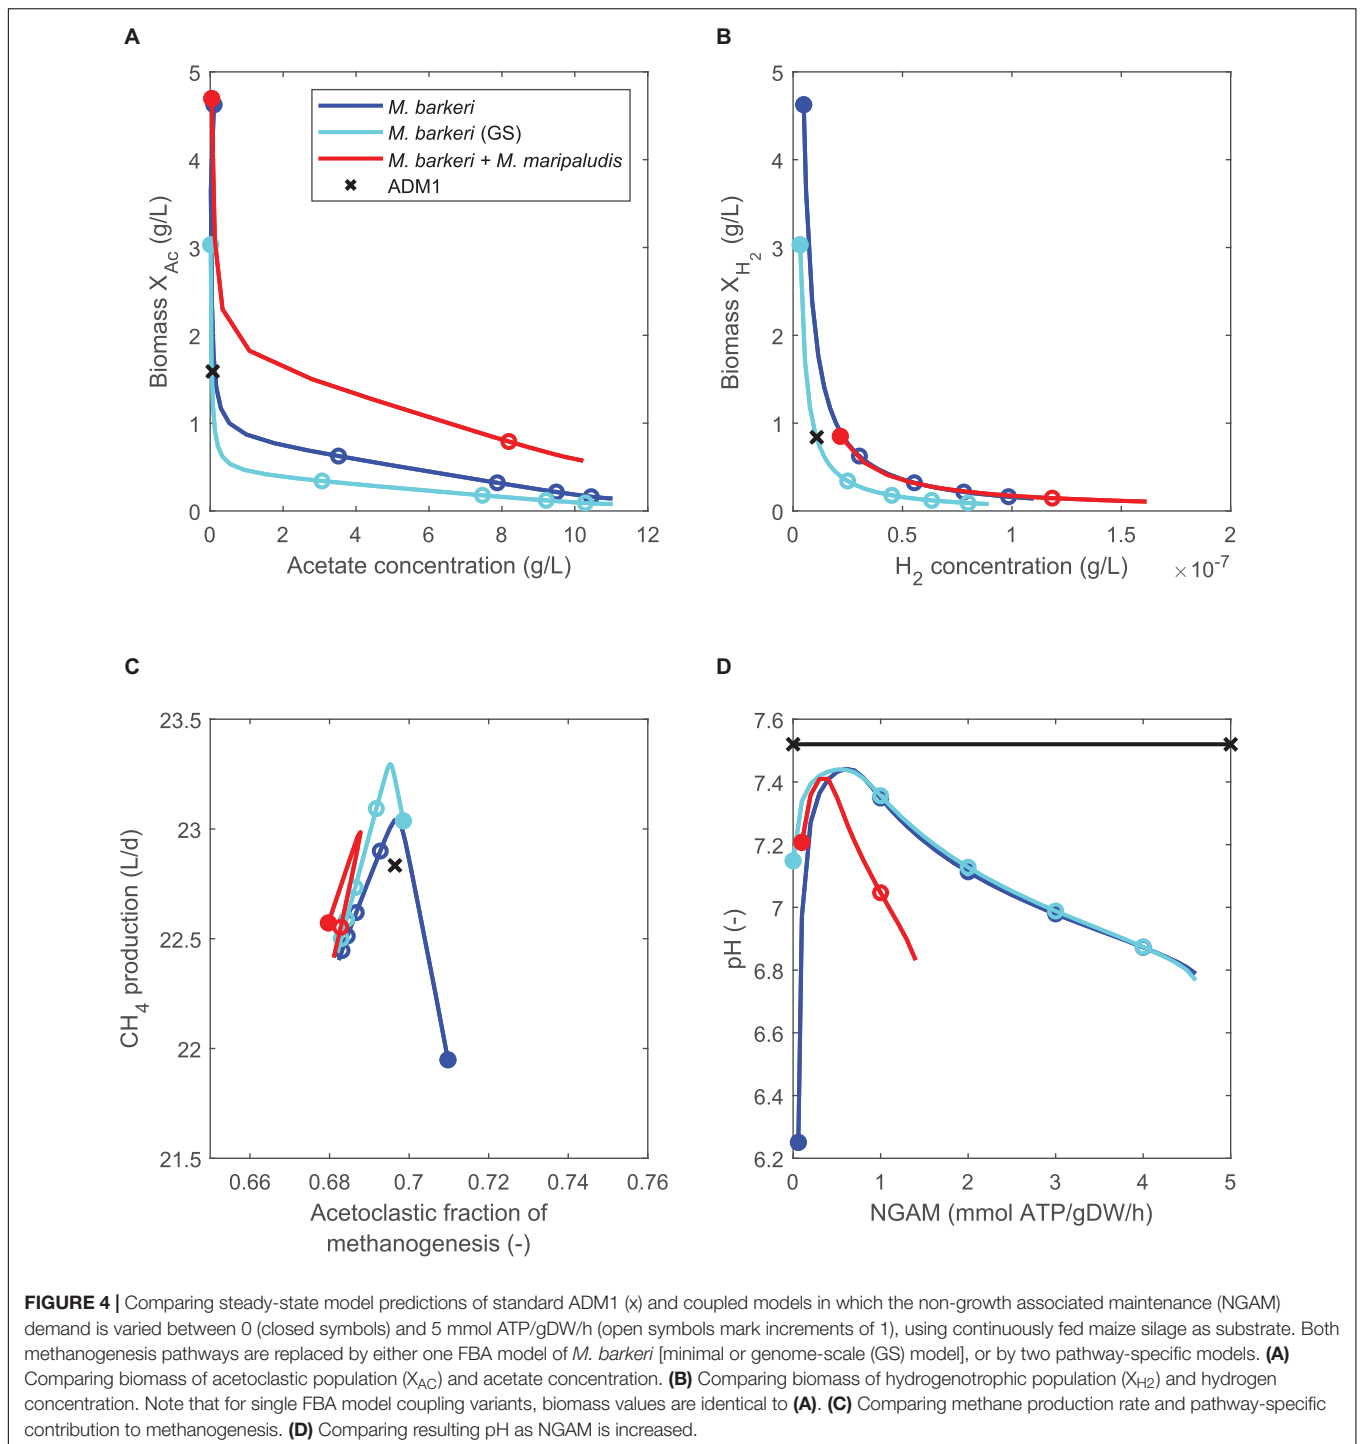 A
B
5
4
3
2
1
0
0
2
4
6
8
10
12
Biomass X_Ac (g/L)
Acetate concentration (g/L)
M. barkeri
M. barkeri (GS)
M. barkeri + M. maripaludis
ADM1
5
4
3
2
1
0
0
0.5
1
1.5
2
×10^-7
Biomass X_H2 (g/L)
H2 concentration (g/L)
C
D
23.5
23
22.5
22
21.5
0.66
0.68
0.7
0.72
0.74
0.76
CH4 production (L/d)
Acetoclastic fraction of
methanogenesis (-)
7.6
7.4
7.2
7
6.8
6.6
6.4
6.2
0
1
2
3
4
5
pH (-)
NGAM (mmol ATP/gDW/h)
FIGURE 4 | Comparing steady-state model predictions of standard ADM1 (x) and coupled models in which the non-growth associated maintenance (NGAM)
demand is varied between 0 (closed symbols) and 5 mmol ATP/gDW/h (open symbols mark increments of 1), using continuously fed maize silage as substrate. Both
methanogenesis pathways are replaced by either one FBA model of M. barkeri [minimal or genome-scale (GS) model], or by two pathway-specific models. (A)
Comparing biomass of acetoclastic population (X_AC) and acetate concentration. (B) Comparing biomass of hydrogenotrophic population (X_H2) and hydrogen
concentration. Note that for single FBA model coupling variants, biomass values are identical to (A). (C) Comparing methane production rate and pathway-specific
contribution to methanogenesis. (D) Comparing resulting pH as NGAM is increased.